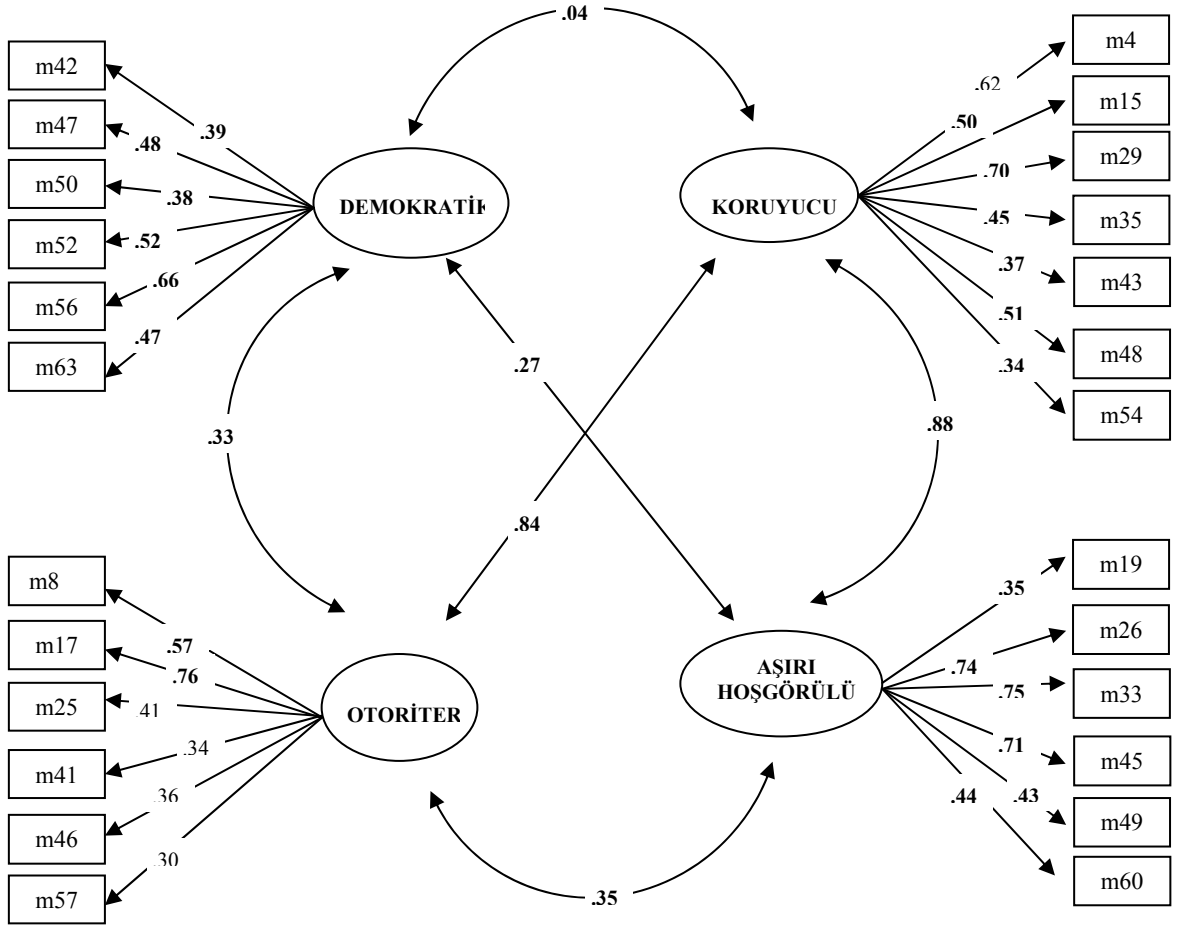 .04
m42
m47
m50
m52
m56
m63
.39
.48
.38
.52
.66
.47
DEMOKRATİK
KORUYUCU
m4
m15
m29
m35
m43
m48
m54
.62
.50
.70
.45
.37
.51
.34
.33
.27
.84
.88
m8
m17
m25
m41
m46
m57
.57
.76
.41
.34
.36
.30
OTORİTER
AŞIRI
HOŞGÖRÜLÜ
m19
m26
m33
m45
m49
m60
.35
.74
.75
.71
.43
.44
.35